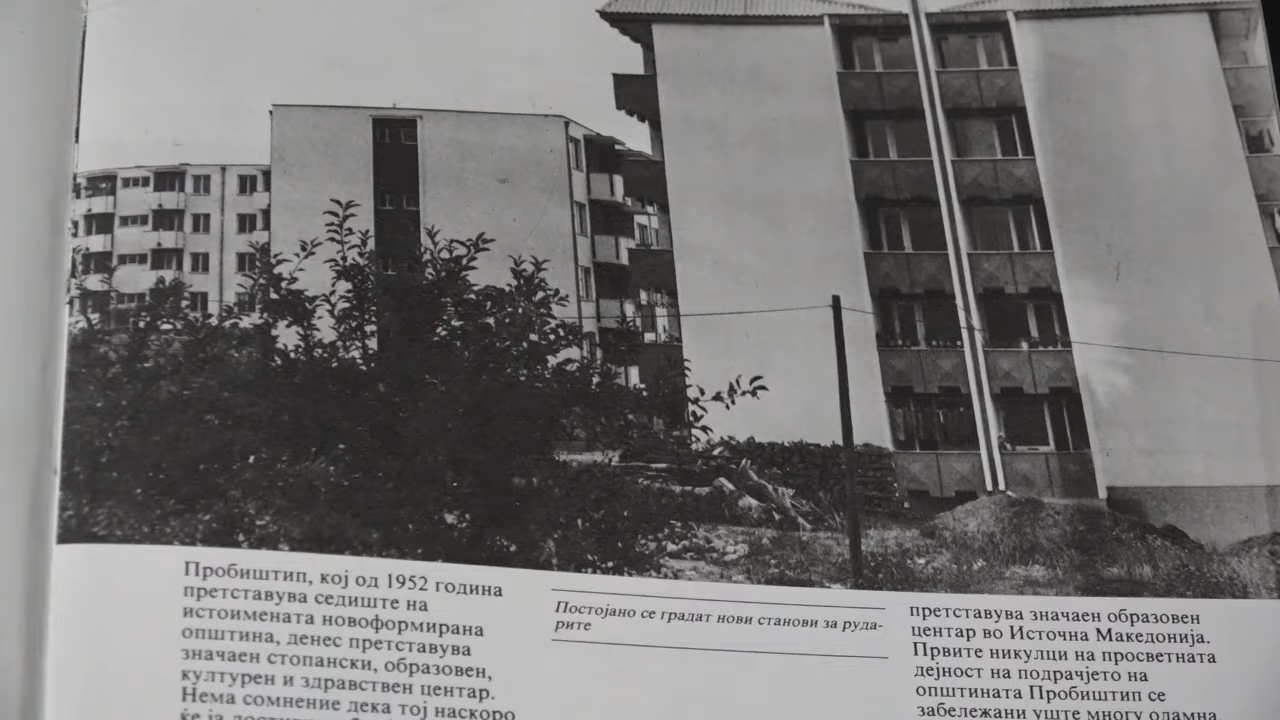 Пробиштип, кој од 1952 година
претставува седиште на
истоимената новоформирана
општина, денес претставува
значаен стопански, образовен,
културен и здравствен центар.
Нема сомнение дека тој наскоро
ќе ја
Постојано се градат нови станови за руда-
рите
претставува значаен образовен
центар во Источна Македонија.
Првите никулци на просветната
дејност на подрачјето на
општината Пробиштип се
забележани уште многу одамна.